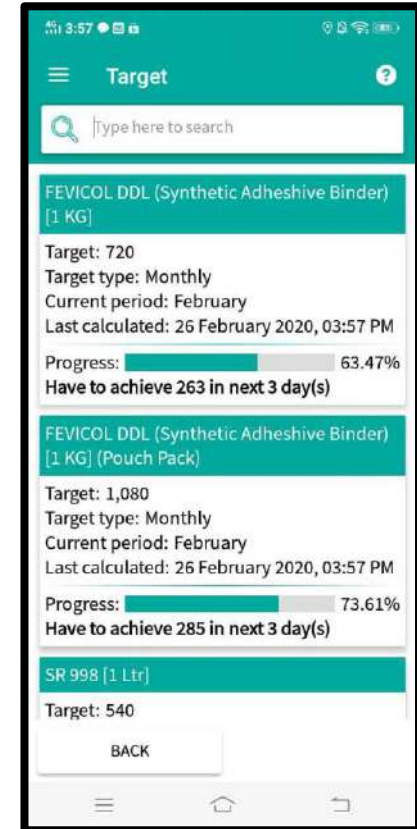 4G 3:57
Target
Type here to search
FEVICOL DDL (Synthetic Adheshive Binder)
[1 KG]
Target: 720
Target type: Monthly
Current period: February
Last calculated: 26 February 2020, 03:57 PM
Progress: 63.47%
Have to achieve 263 in next 3 day(s)
FEVICOL DDL (Synthetic Adheshive Binder)
[1 KG] (Pouch Pack)
Target: 1,080
Target type: Monthly
Current period: February
Last calculated: 26 February 2020, 03:57 PM
Progress: 73.61%
Have to achieve 285 in next 3 day(s)
SR 998 [1 Ltr]
Target: 540
BACK